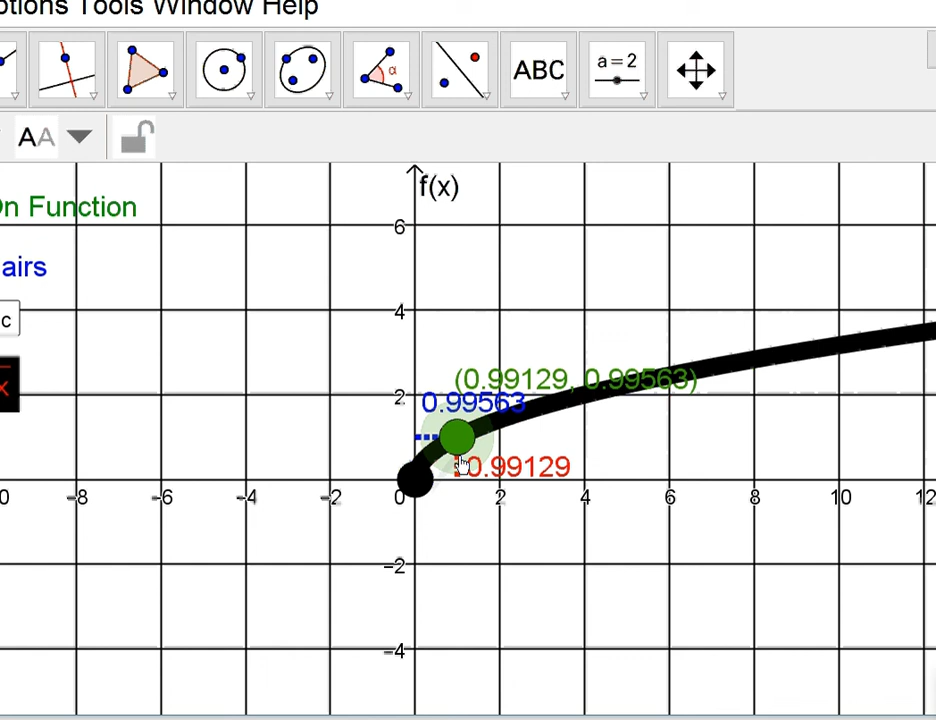 ptions Tools Window Help
α
ABC
a=2
AA
f(x)
On Function
6
airs
4
c
x
(0.99129, 0.99563)
2
0.99563
0.99129
0 -8 -6 -4 -2 0 2 4 6 8 10 12
-2
-4